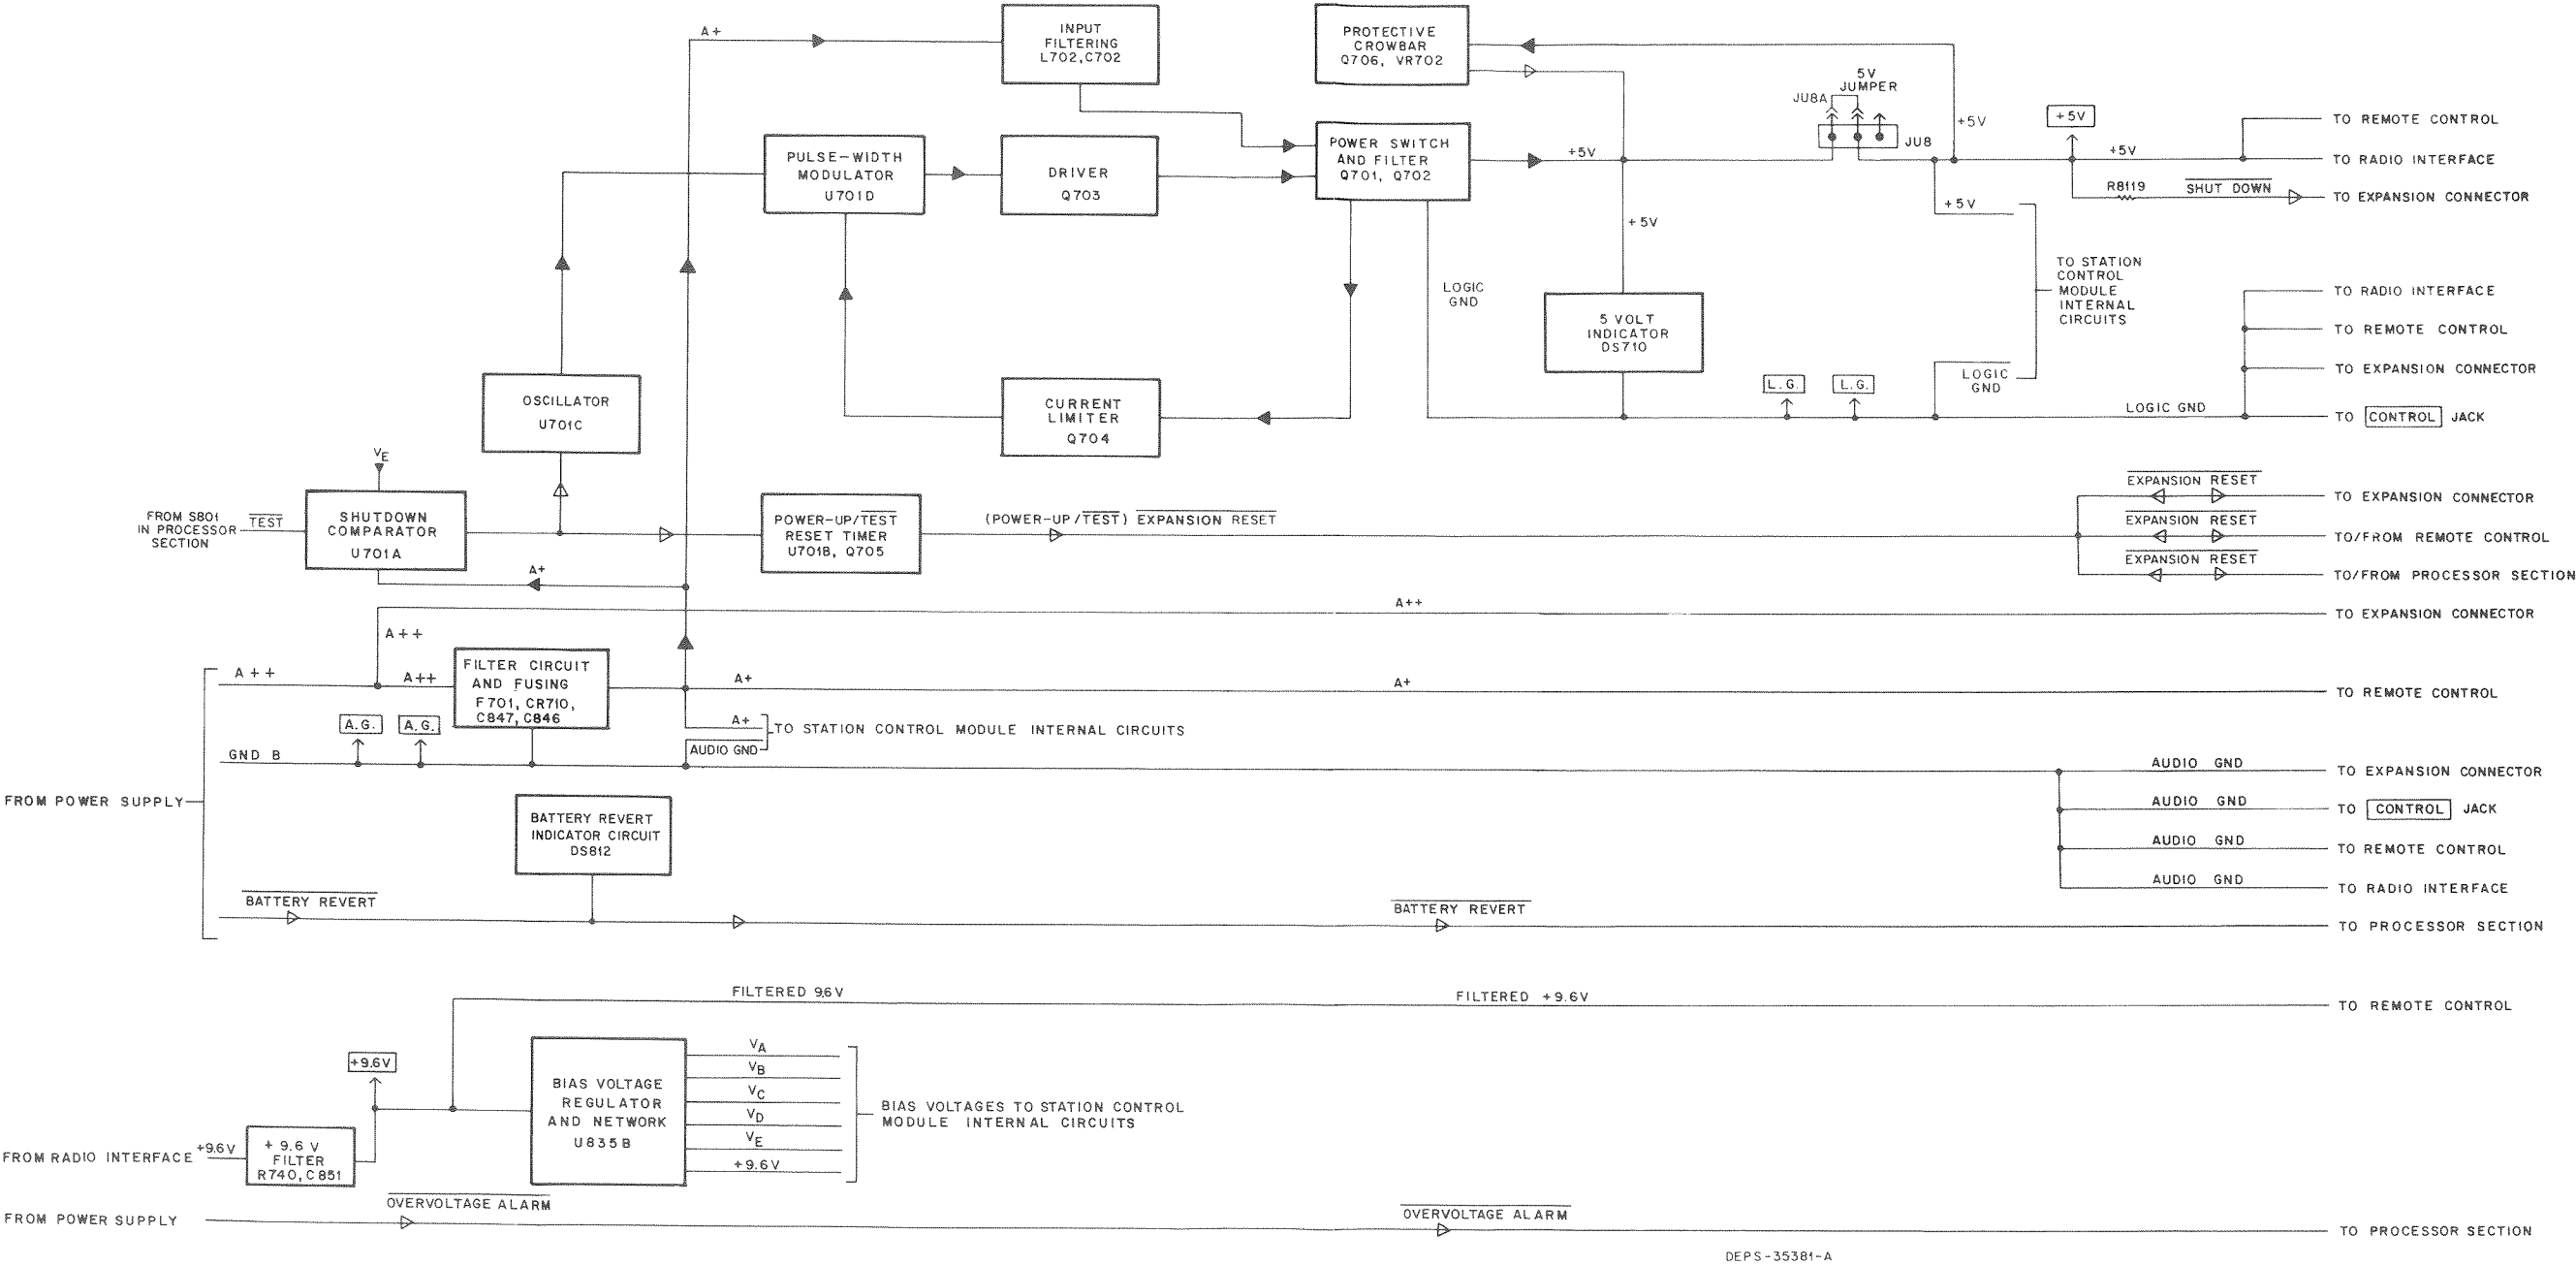 A+
INPUT
FILTERING
L702,C702
PROTECTIVE
CROWBAR
Q706, VR702
5V
JUMPER
JU8A
JU8
+5V
+5V
+5V
TO REMOTE CONTROL
TO RADIO INTERFACE
R8119
SHUT DOWN
TO EXPANSION CONNECTOR
PULSE-WIDTH
MODULATOR
U701D
DRIVER
Q703
POWER SWITCH
AND FILTER
Q701, Q702
+5V
+5V
+5V
LOGIC
GND
5 VOLT
INDICATOR
DS710
TO STATION
CONTROL
MODULE
INTERNAL
CIRCUITS
LOGIC
GND
L.G.
L.G.
TO RADIO INTERFACE
TO REMOTE CONTROL
TO EXPANSION CONNECTOR
LOGIC GND
TO CONTROL JACK
OSCILLATOR
U701C
CURRENT
LIMITER
Q704
VE
FROM S801
IN PROCESSOR
SECTION
TEST
SHUTDOWN
COMPARATOR
U701A
POWER-UP/TEST
RESET TIMER
U701B, Q705
(POWER-UP/TEST) EXPANSION RESET
EXPANSION RESET
TO EXPANSION CONNECTOR
EXPANSION RESET
TO/FROM REMOTE CONTROL
EXPANSION RESET
TO/FROM PROCESSOR SECTION
A+
A++
TO EXPANSION CONNECTOR
A++
A++
A++
FILTER CIRCUIT
AND FUSING
F701, CR710,
C847, C846
A+
A+
TO REMOTE CONTROL
A.G.
A.G.
A+
AUDIO GND
TO STATION CONTROL MODULE INTERNAL CIRCUITS
GND B
FROM POWER SUPPLY
AUDIO GND
TO EXPANSION CONNECTOR
AUDIO GND
TO CONTROL JACK
AUDIO GND
TO REMOTE CONTROL
AUDIO GND
TO RADIO INTERFACE
BATTERY REVERT
INDICATOR CIRCUIT
DS812
BATTERY REVERT
BATTERY REVERT
TO PROCESSOR SECTION
FILTERED 9.6V
FILTERED +9.6V
TO REMOTE CONTROL
+9.6V
BIAS VOLTAGE
REGULATOR
AND NETWORK
U835B
VA
VB
VC
VD
VE
+9.6V
BIAS VOLTAGES TO STATION CONTROL
MODULE INTERNAL CIRCUITS
FROM RADIO INTERFACE
+9.6V
+ 9.6 V
FILTER
R740, C851
OVERVOLTAGE ALARM
FROM POWER SUPPLY
OVERVOLTAGE ALARM
TO PROCESSOR SECTION
DEPS-35381-A